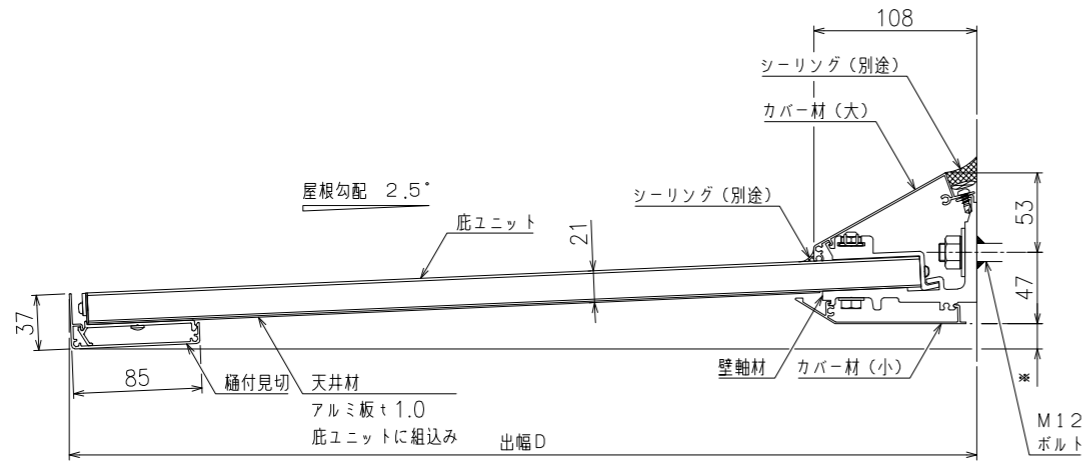 108
シーリング（別途）
カバー材（大）
屋根勾配 2.5°
シーリング（別途）
庇ユニット
21
53
47
37
85
樋付見切
天井材
アルミ板t1.0
庇ユニットに組込み
壁軸材
カバー材（小）
※
M12
ボルト
出幅D